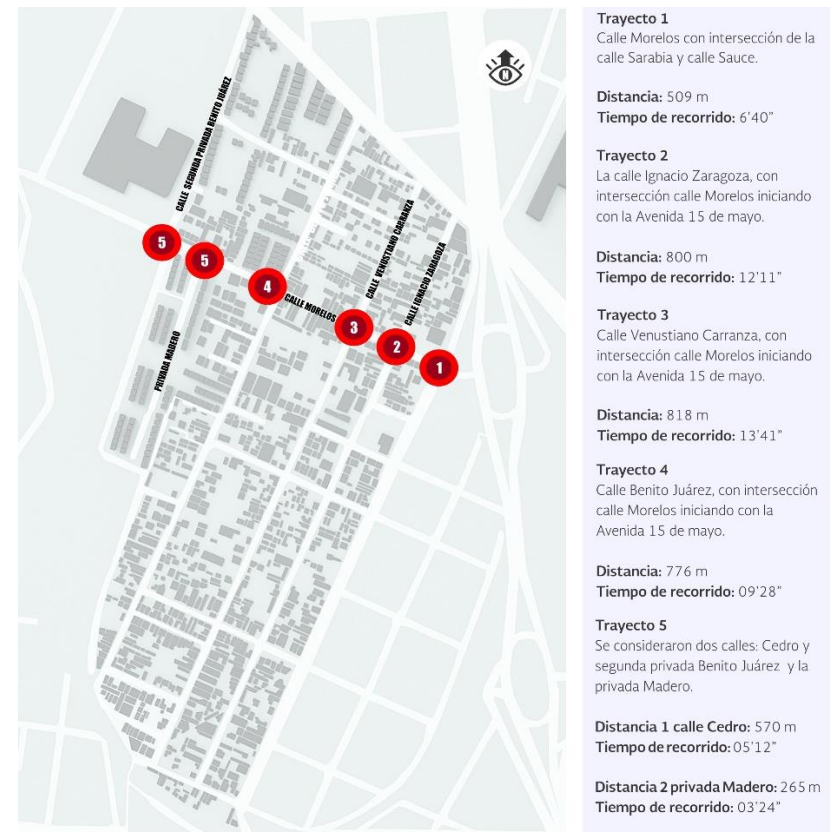 CALLE SEGUNDA PRIVADA BENITO JUÁREZ
CALLE VENUSTIANO CARRANZA
CALLE IGNACIO ZARAGOZA
CALLE MORELOS
PRIVADA MADERO
N
5
5
4
3
2
1
Trayecto 1
Calle Morelos con intersección de la
calle Sarabia y calle Sauce.
Distancia: 509 m
Tiempo de recorrido: 6'40”
Trayecto 2
La calle Ignacio Zaragoza, con
intersección calle Morelos iniciando
con la Avenida 15 de mayo.
Distancia: 800 m
Tiempo de recorrido: 12'11”
Trayecto 3
Calle Venustiano Carranza, con
intersección calle Morelos iniciando
con la Avenida 15 de mayo.
Distancia: 818 m
Tiempo de recorrido: 13'41”
Trayecto 4
Calle Benito Juárez, con intersección
calle Morelos iniciando con la
Avenida 15 de mayo.
Distancia: 776 m
Tiempo de recorrido: 09'28”
Trayecto 5
Se consideraron dos calles: Cedro y
segunda privada Benito Juárez y la
privada Madero.
Distancia 1 calle Cedro: 570 m
Tiempo de recorrido: 05'12”
Distancia 2 privada Madero: 265 m
Tiempo de recorrido: 03'24”